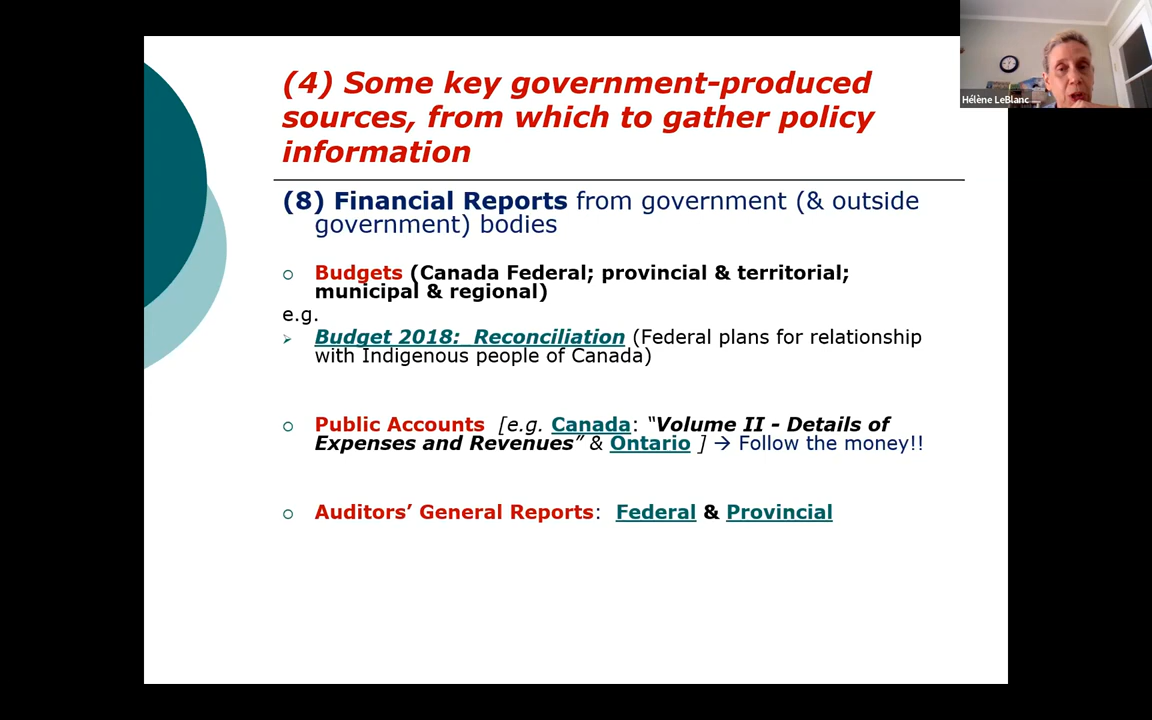 (4) Some key government-produced
sources, from which to gather policy
information
Hélène LeBlanc
(8) Financial Reports from government (& outside
government) bodies
Budgets (Canada Federal; provincial & territorial;
municipal & regional)
e.g.
Budget 2018:  Reconciliation (Federal plans for relationship
with Indigenous people of Canada)
Public Accounts  [e.g. Canada: “Volume II - Details of
Expenses and Revenues” & Ontario ] → Follow the money!!
Auditors’ General Reports:  Federal & Provincial